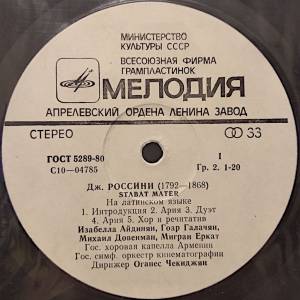 МИНИСТЕРСТВО
КУЛЬТУРЫ СССР
ВСЕСОЮЗНАЯ ФИРМА
ГРАМПЛАСТИНОК
МЕЛОДИЯ
АПРЕЛЕВСКИЙ ОРДЕНА ЛЕНИНА ЗАВОД
СТЕРЕО 33
ГОСТ 5289-80 I
С10—04785 Гр. 2. 1-20
Дж. РОССИНИ (1792—1868)
STABAT MATER
На латинском языке
1. Интродукция 2. Ария 3. Дуэт
4. Ария 5. Хор и речитатив
Изабелла Айдинян, Гоар Галачян,
Михаил Довенман, Мигран Еркат
Гос. хоровая капелла Армении
Гос. симф. оркестр кинематографии
Дирижер Оганес Чекиджян